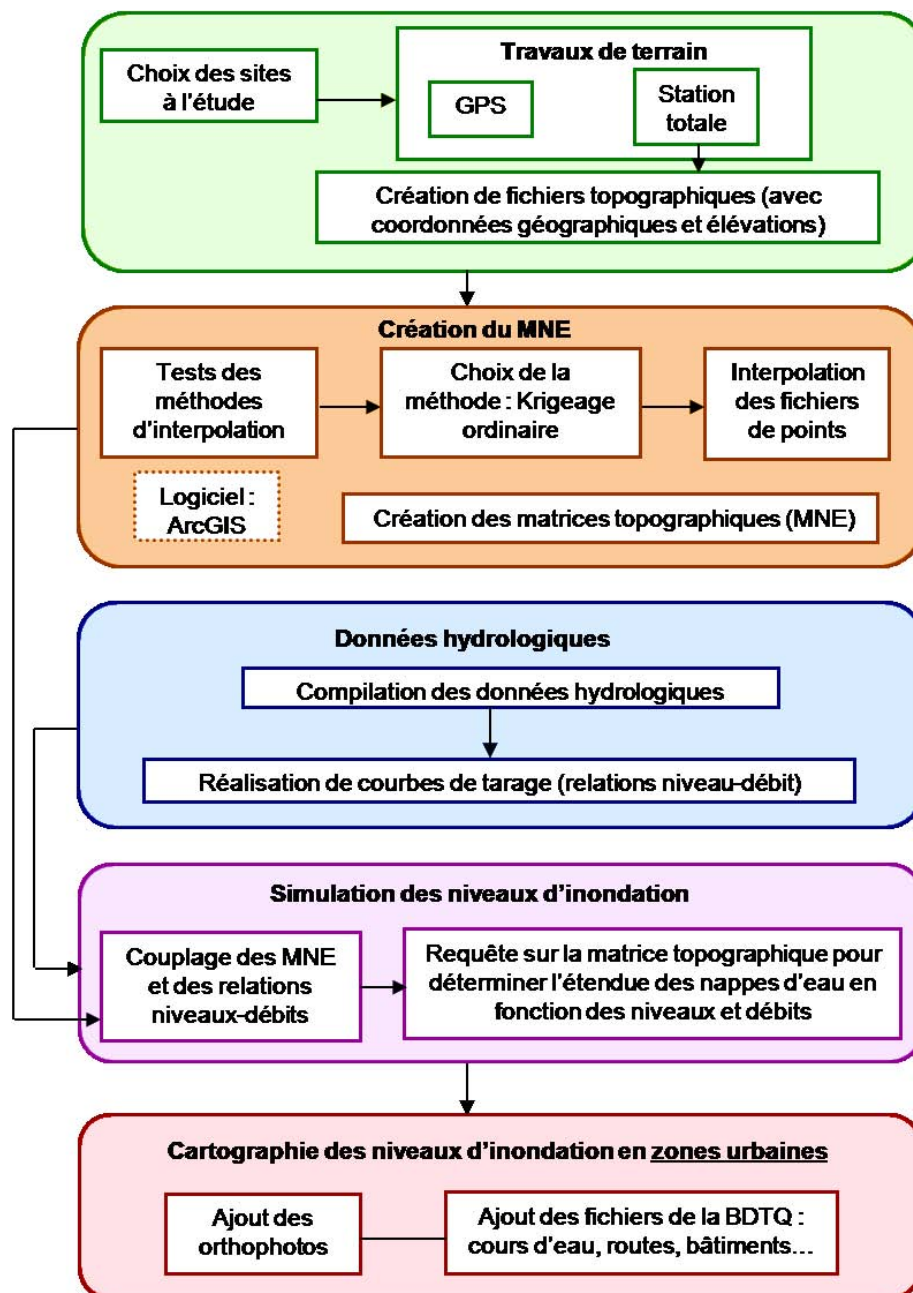 Choix des sites
à l'étude
Travaux de terrain
GPS
Station
totale
Création de fichiers topographiques (avec
coordonnées géographiques et élévations)
Création du MNE
Tests des
méthodes
d'interpolation
Choix de la
méthode : Krigeage
ordinaire
Interpolation
des fichiers
de points
Logiciel :
ArcGIS
Création des matrices topographiques (MNE)
Données hydrologiques
Compilation des données hydrologiques
Réalisation de courbes de tarage (relations niveau-débit)
Simulation des niveaux d'inondation
Couplage des MNE
et des relations
niveaux-débits
Requête sur la matrice topographique pour
déterminer l'étendue des nappes d'eau en
fonction des niveaux et débits
Cartographie des niveaux d'inondation en zones urbaines
Ajout des
orthophotos
Ajout des fichiers de la BDTQ :
cours d'eau, routes, bâtiments…